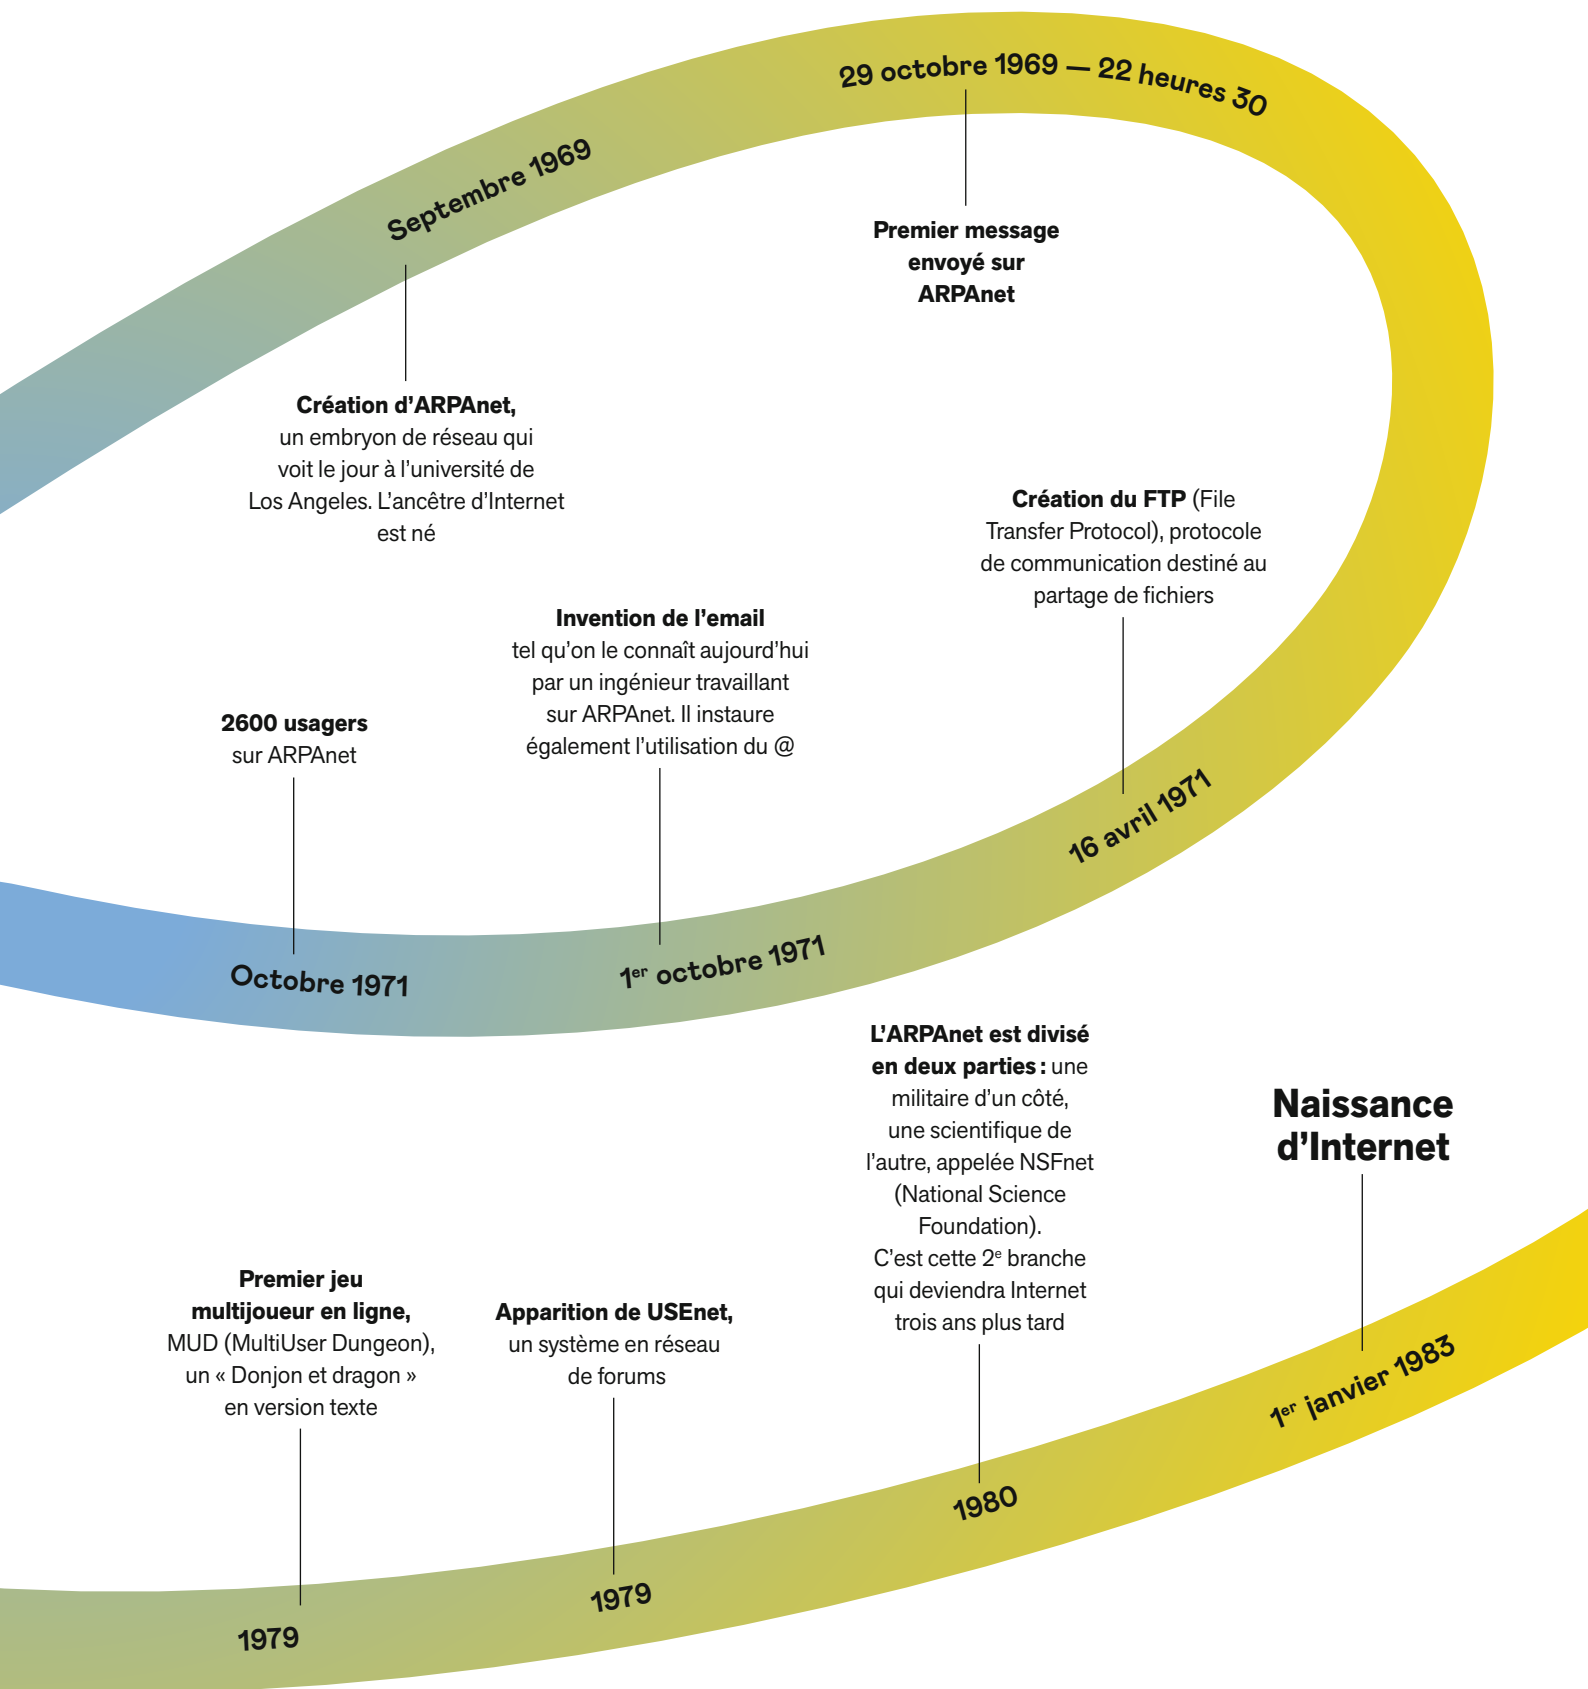 29 octobre 1969 — 22 heures 30
Premier message
envoyé sur
ARPAnet
Septembre 1969
Création d’ARPAnet,
un embryon de réseau qui
voit le jour à l’université de
Los Angeles. L’ancêtre d’Internet
est né
Création du FTP (File
Transfer Protocol), protocole
de communication destiné au
partage de fichiers
16 avril 1971
Invention de l’email
tel qu’on le connaît aujourd’hui
par un ingénieur travaillant
sur ARPAnet. Il instaure
également l’utilisation du @
1er octobre 1971
2600 usagers
sur ARPAnet
Octobre 1971
Premier jeu
multijoueur en ligne,
MUD (MultiUser Dungeon),
un « Donjon et dragon »
en version texte
1979
Apparition de USEnet,
un système en réseau
de forums
1979
L’ARPAnet est divisé
en deux parties : une
militaire d’un côté,
une scientifique de
l’autre, appelée NSFnet
(National Science
Foundation).
C’est cette 2e branche
qui deviendra Internet
trois ans plus tard
1980
Naissance
d’Internet
1er janvier 1983